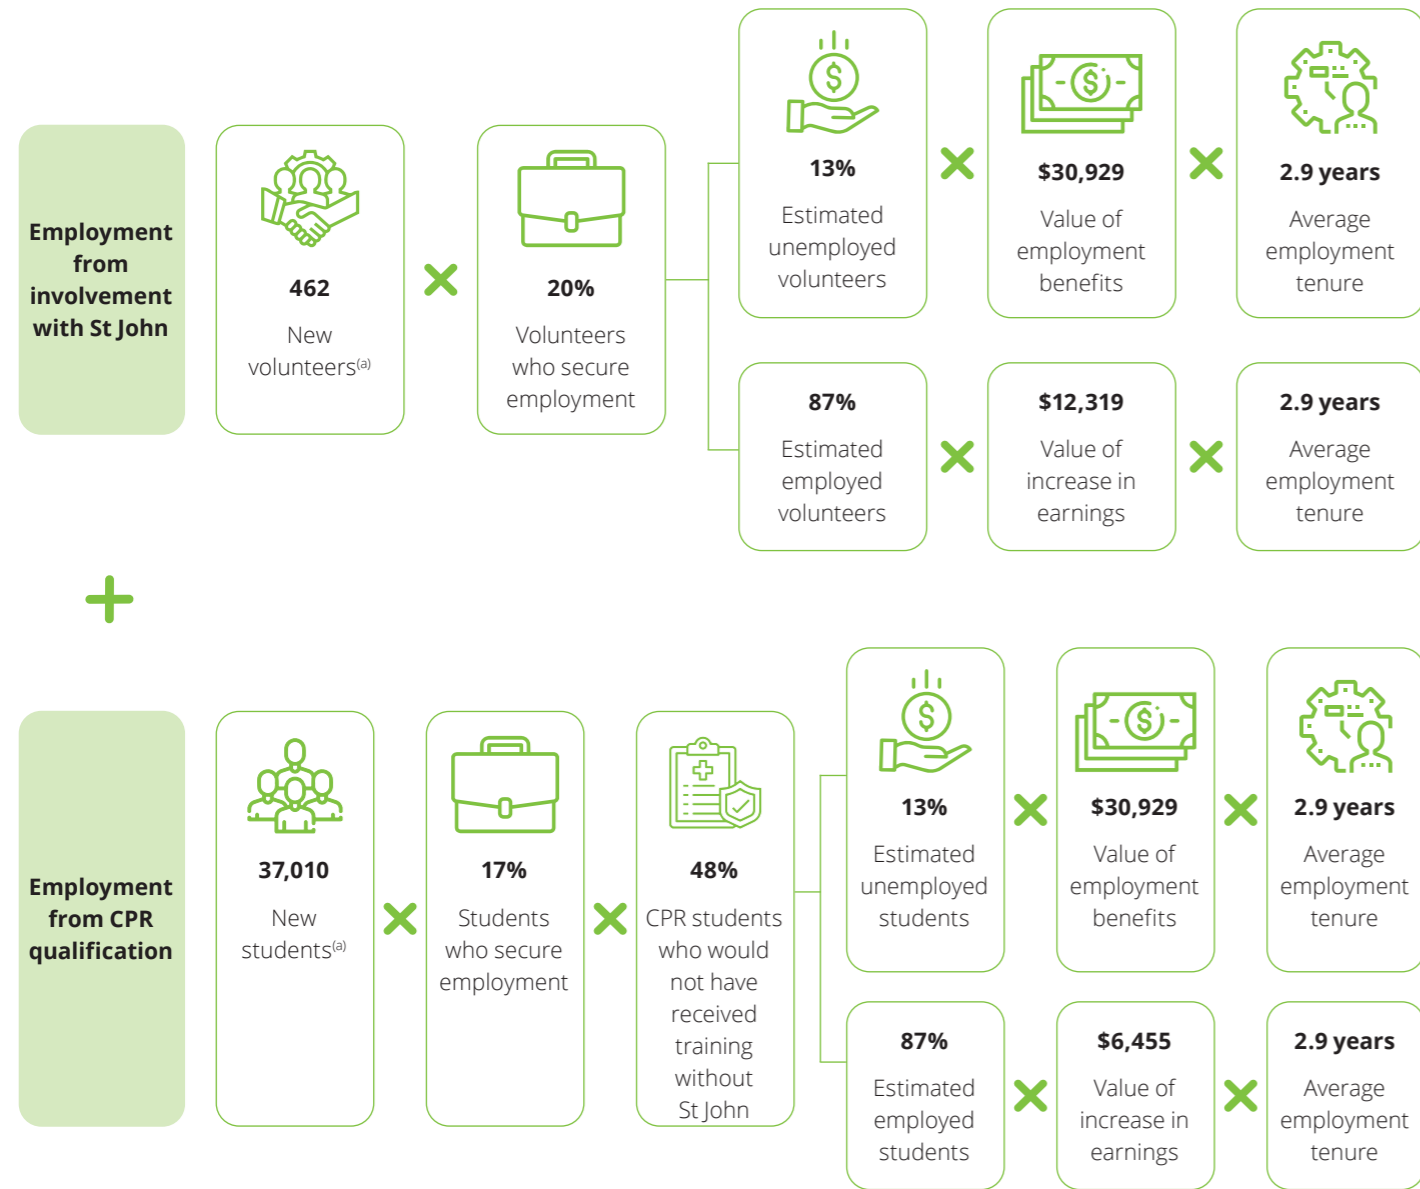 Employment
from
involvement
with St John
462
New
volunteers(a)
20%
Volunteers
who secure
employment
13%
Estimated
unemployed
volunteers
$30,929
Value of
employment
benefits
2.9 years
Average
employment
tenure
87%
Estimated
employed
volunteers
$12,319
Value of
increase in
earnings
2.9 years
Average
employment
tenure
Employment
from CPR
qualification
37,010
New
students(a)
17%
Students
who secure
employment
48%
CPR students
who would
not have
received
training
without
St John
13%
Estimated
unemployed
students
$30,929
Value of
employment
benefits
2.9 years
Average
employment
tenure
87%
Estimated
employed
students
$6,455
Value of
increase in
earnings
2.9 years
Average
employment
tenure